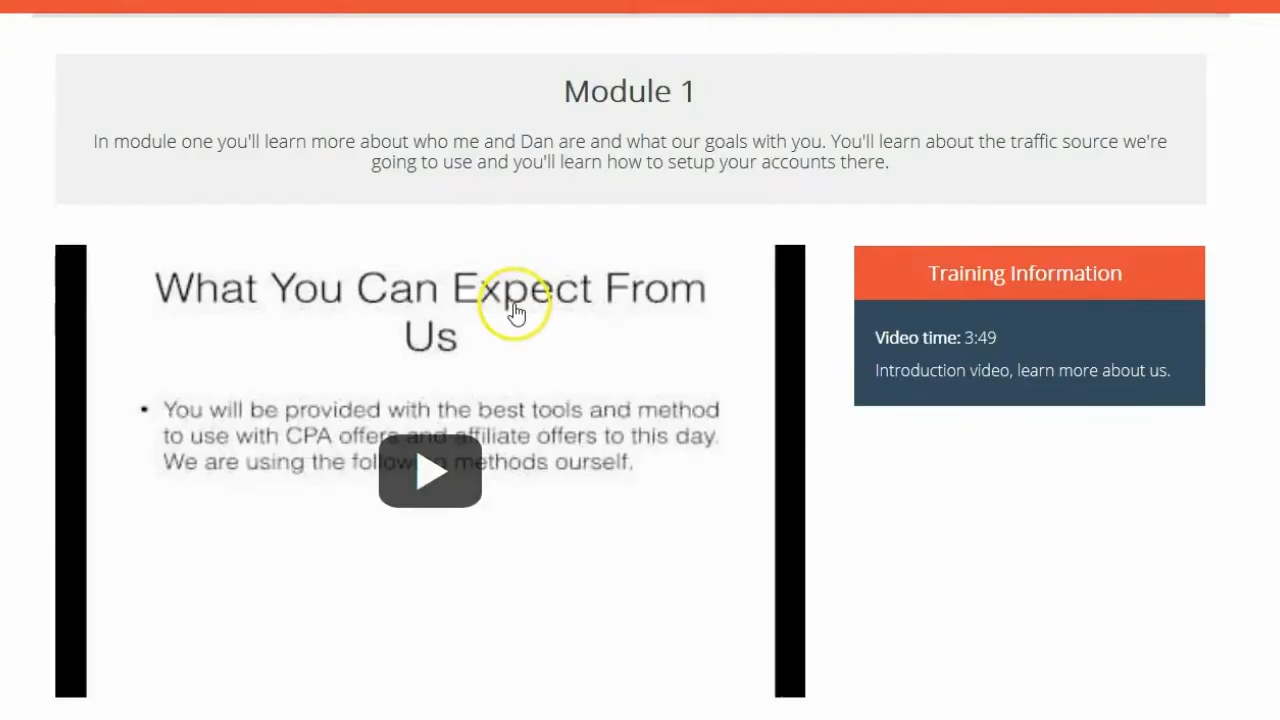 Module 1
In module one you'll learn more about who me and Dan are and what our goals with you. You'll learn about the traffic source we're
going to use and you'll learn how to setup your accounts there.
What You Can Expect From
Us
• You will be provided with the best tools and method
to use with CPA offers and affiliate offers to this day.
We are using the following methods ourself.
Training Information
Video time: 3:49
Introduction video, learn more about us.